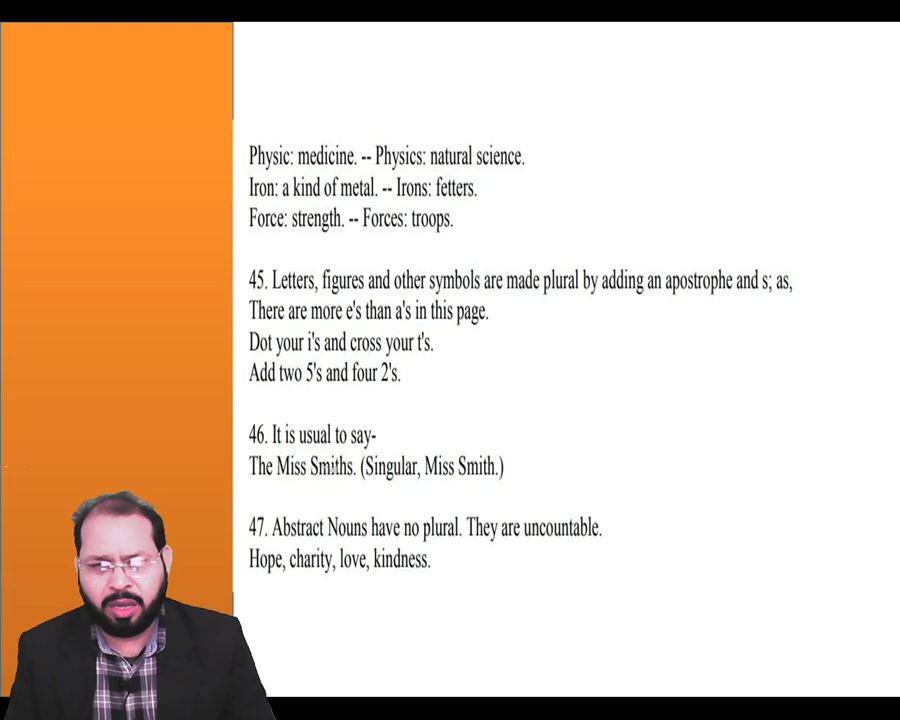 Physic: medicine. -- Physics: natural science.
Iron: a kind of metal. -- Irons: fetters.
Force: strength. -- Forces: troops.
45. Letters, figures and other symbols are made plural by adding an apostrophe and s; as,
There are more e's than a's in this page.
Dot your i's and cross your t's.
Add two 5's and four 2's.
46. It is usual to say-
The Miss Smiths. (Singular, Miss Smith.)
47. Abstract Nouns have no plural. They are uncountable.
Hope, charity, love, kindness.